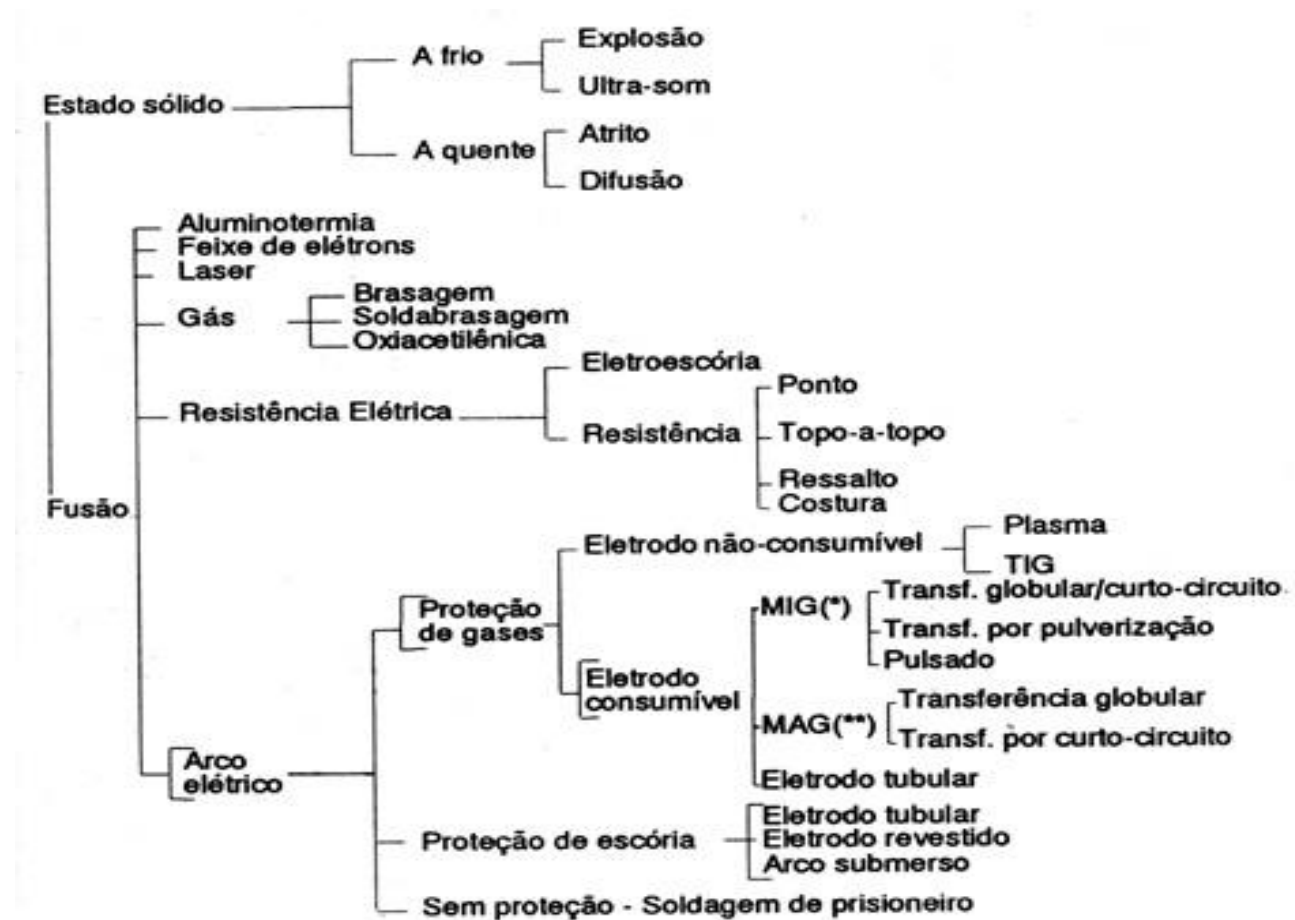 Explosão
A frio
Ultra-som
Estado sólido
Atrito
A quente
Difusão
Aluminotermia
Feixe de elétrons
Laser
Gás
Brasagem
Soldabrasagem
Oxiacetilênica
Eletroescória
Resistência Elétrica
Ponto
Resistência
Topo-a-topo
Ressalto
Costura
Fusão
Eletrodo não-consumível
Plasma
TIG
Proteção
de gases
MIG(*)
Transf. globular/curto-circuito
Transf. por pulverização
Pulsado
Eletrodo
consumível
MAG(**)
Transferência globular
Transf. por curto-circuito
Arco
elétrico
Eletrodo tubular
Proteção de escória
Eletrodo tubular
Eletrodo revestido
Arco submerso
Sem proteção - Soldagem de prisioneiro